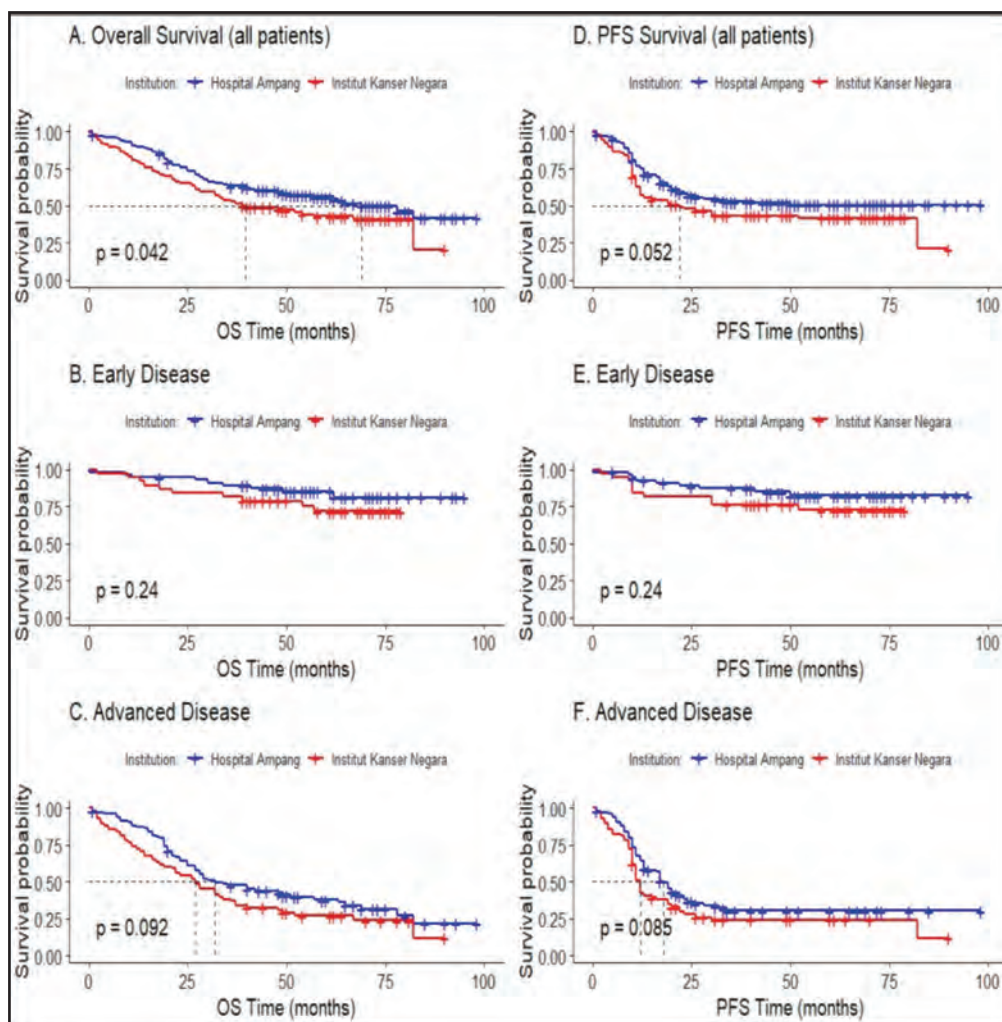 A. Overall Survival (all patients)
Institution: Hospital Ampang Institut Kanser Negara
Survival probability
1.00
0.75
0.50
0.25
0.00
p = 0.042
0 25 50 75 100
OS Time (months)
B. Early Disease
Institution: Hospital Ampang Institut Kanser Negara
Survival probability
1.00
0.75
0.50
0.25
0.00
p = 0.24
0 25 50 75 100
OS Time (months)
C. Advanced Disease
Institution: Hospital Ampang Institut Kanser Negara
Survival probability
1.00
0.75
0.50
0.25
0.00
p = 0.092
0 25 50 75 100
OS Time (months)
D. PFS Survival (all patients)
Institution: Hospital Ampang Institut Kanser Negara
Survival probability
1.00
0.75
0.50
0.25
0.00
p = 0.052
0 25 50 75 100
PFS Time (months)
E. Early Disease
Institution: Hospital Ampang Institut Kanser Negara
Survival probability
1.00
0.75
0.50
0.25
0.00
p = 0.24
0 25 50 75 100
PFS Time (months)
F. Advanced Disease
Institution: Hospital Ampang Institut Kanser Negara
Survival probability
1.00
0.75
0.50
0.25
0.00
p = 0.085
0 25 50 75 100
PFS Time (months)